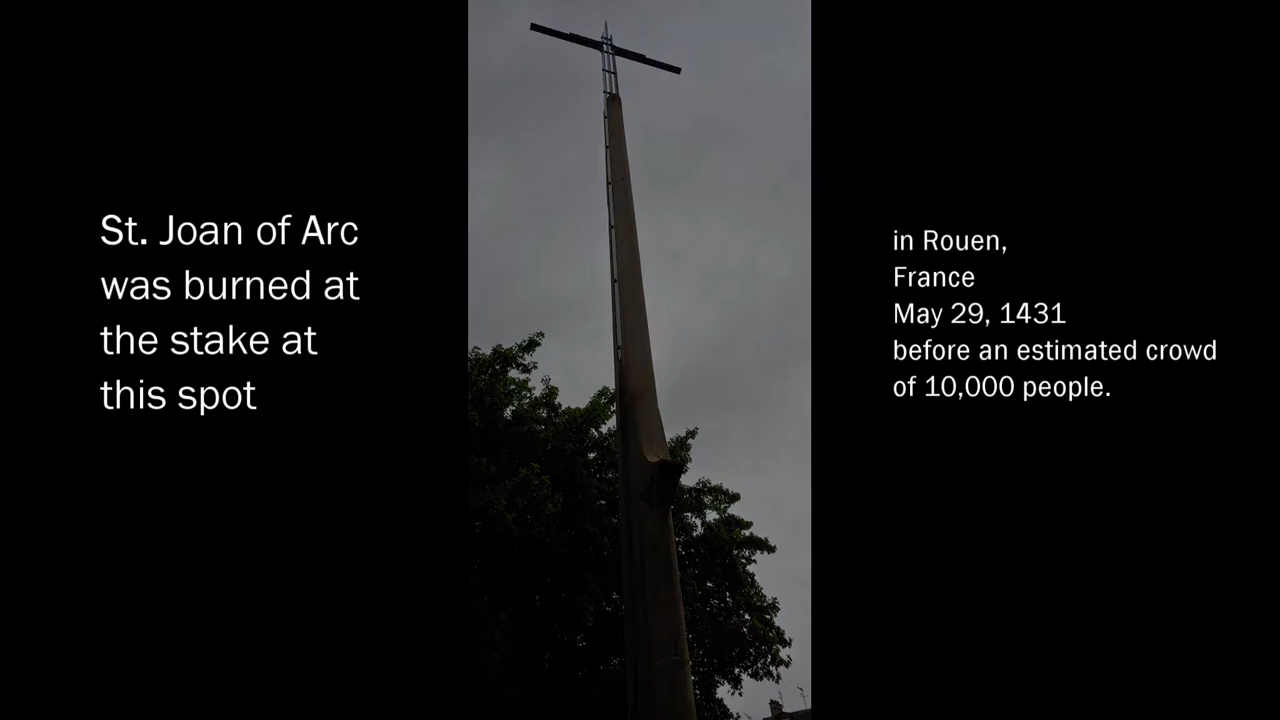 St. Joan of Arc
was burned at
the stake at
this spot
in Rouen,
France
May 29, 1431
before an estimated crowd
of 10,000 people.